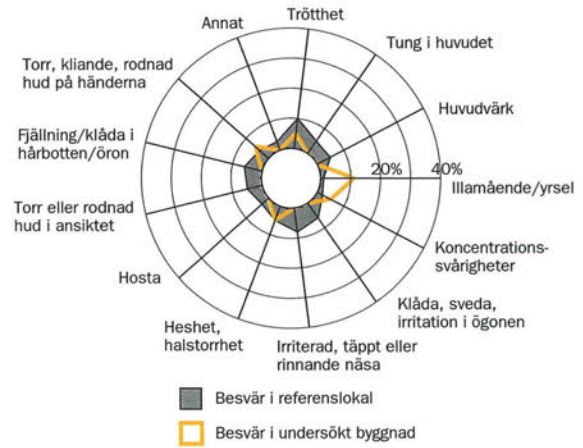 Trötthet
Annat
Tung i huvudet
Torr, kliande, rodnad
hud på händerna
Huvudvärk
Fjällning/klåda i
hårbotten/öron
20% 40%
Illamående/yrsel
Torr eller rodnad
hud i ansiktet
Koncentrations-
svårigheter
Hosta
Klåda, sveda,
irritation i ögonen
Heshet,
halstorrhet
Irriterad, täppt eller
rinnande näsa
Besvär i referenslokal
Besvär i undersökt byggnad